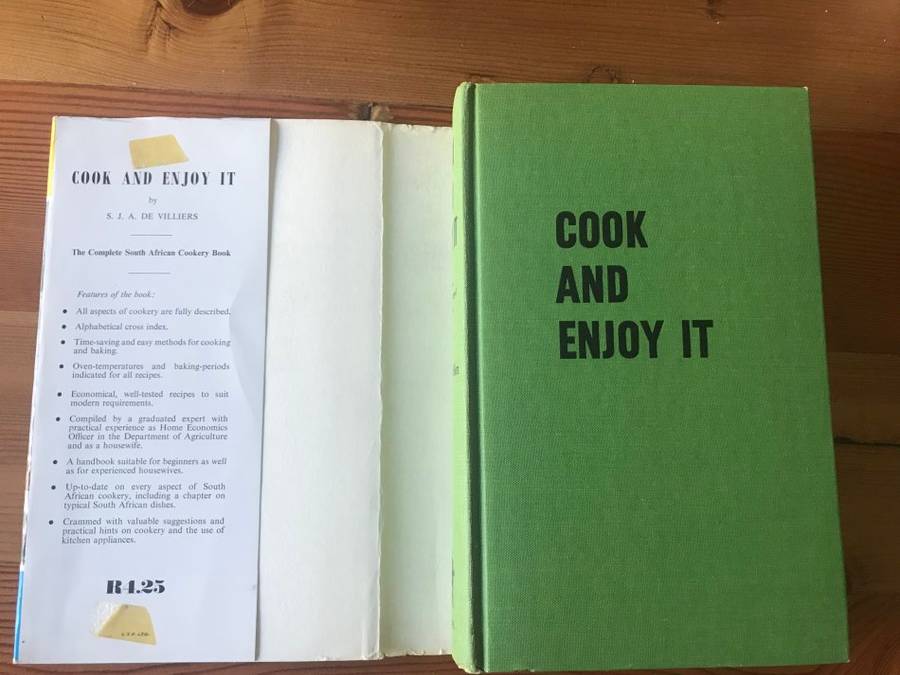 COOK AND ENJOY IT
by
S. J. A. DE VILLIERS
The Complete South African Cookery Book
Features of the book:
• All aspects of cookery are fully described.
• Alphabetical cross index.
• Time-saving and easy methods for cooking
and baking.
• Oven-temperatures and baking-periods
indicated for all recipes.
• Economical, well-tested recipes to suit
modern requirements.
• Compiled by a graduated expert with
practical experience as Home Economics
Officer in the Department of Agriculture
and as a housewife.
• A handbook suitable for beginners as well
as for experienced housewives.
• Up-to-date on every aspect of South
African cookery, including a chapter on
typical South African dishes.
• Crammed with valuable suggestions and
practical hints on cookery and the use of
kitchen appliances.
R4.25
COOK
AND
ENJOY IT